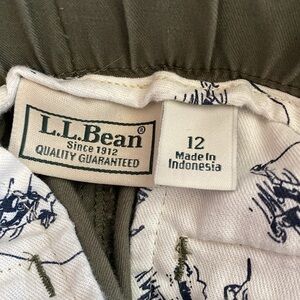 L.L.Bean®
Since 1912
QUALITY GUARANTEED
12
Made In
Indonesia